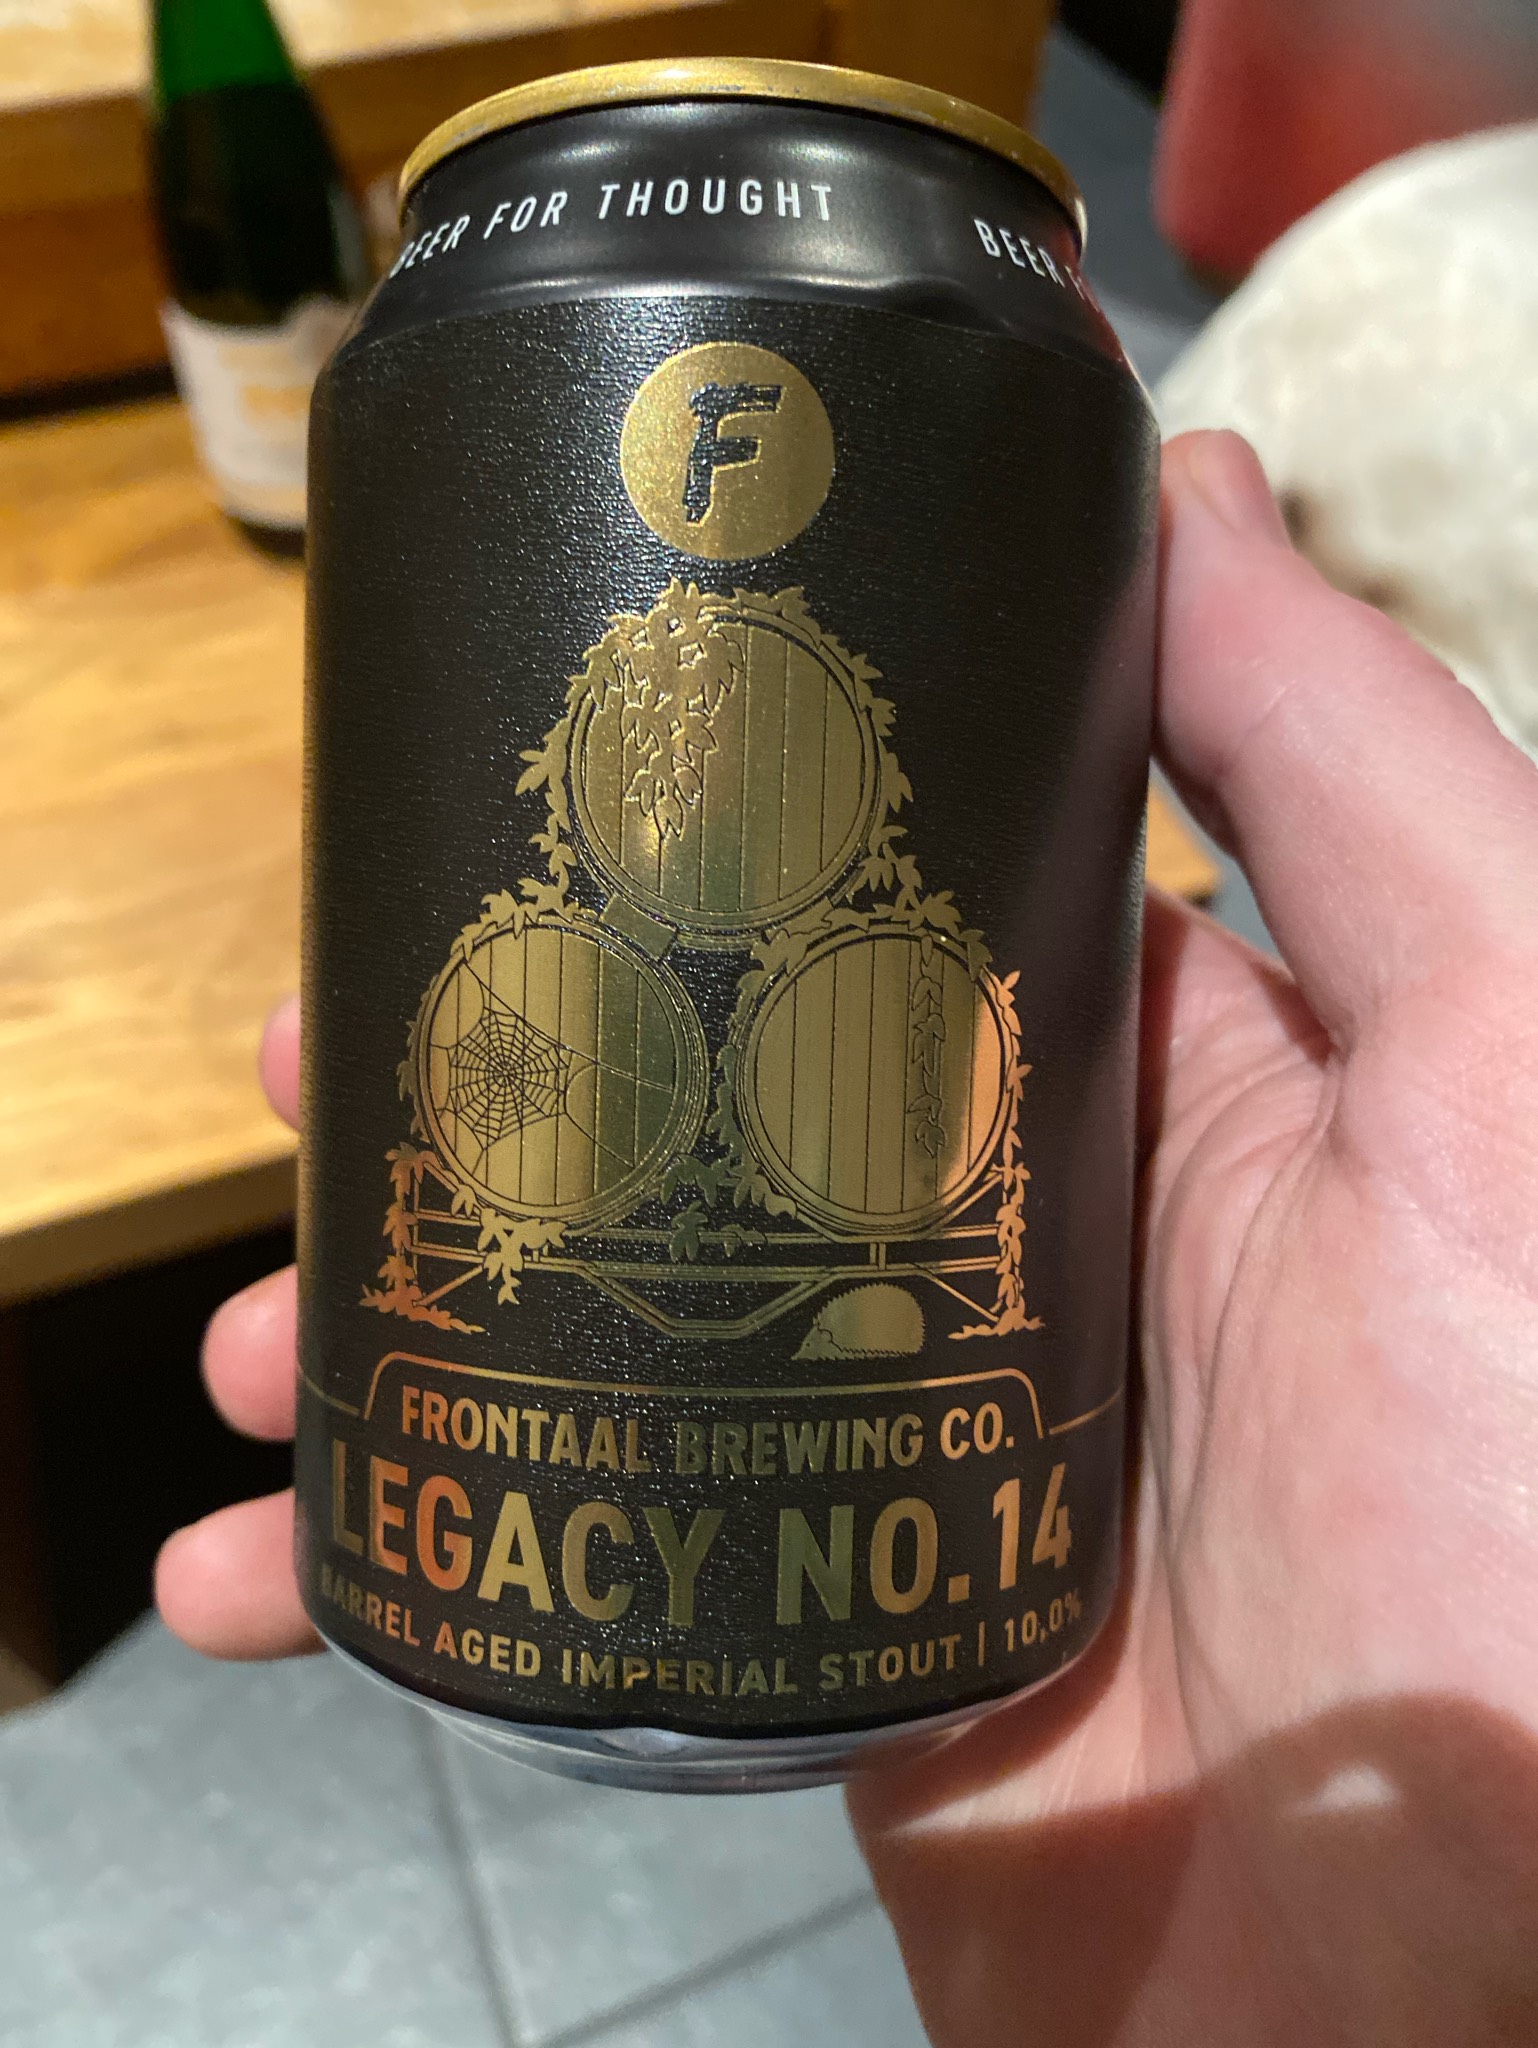 BEER FOR THOUGHT
BEER
F
FRONTAAL BREWING CO.
LEGACY NO.14
BARREL AGED IMPERIAL STOUT | 10,0%